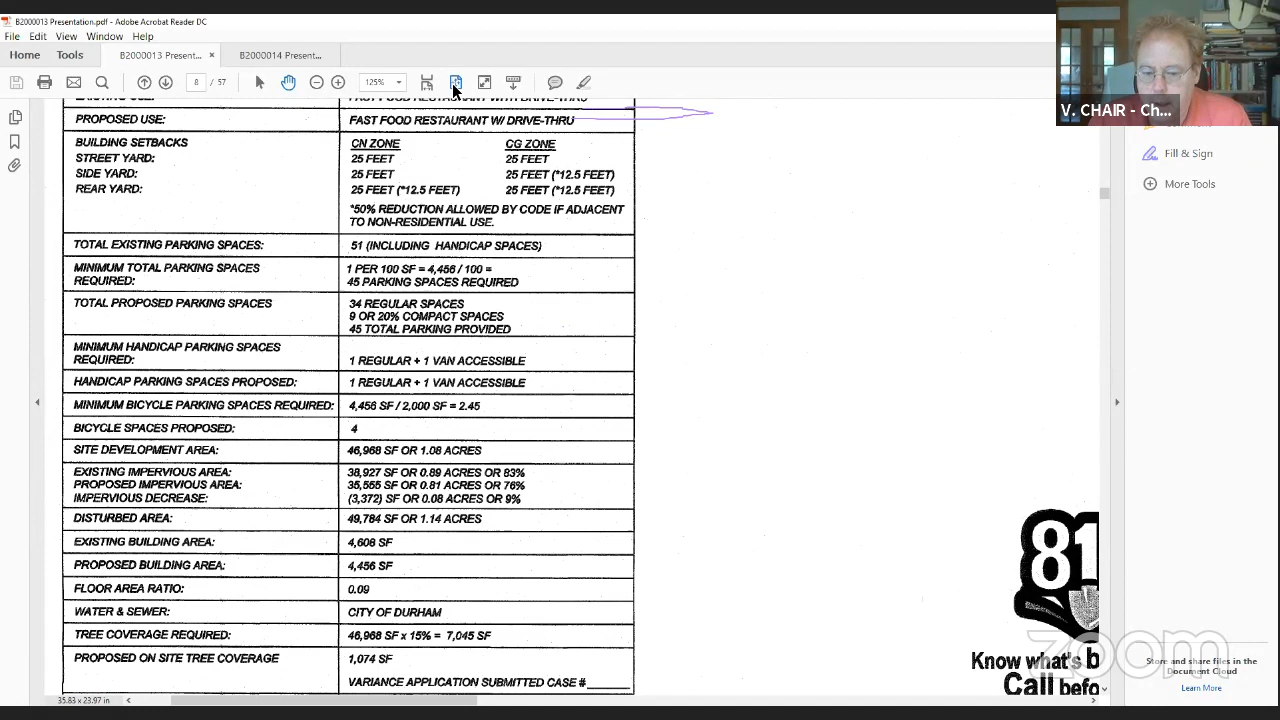 B2000013 Presentation.pdf - Adobe Acrobat Reader DC
File Edit View Window Help
Home Tools B2000013 Present... × B2000014 Present...
8 / 57 125%
PROPOSED USE: FAST FOOD RESTAURANT W/ DRIVE-THRU
BUILDING SETBACKS CN ZONE CG ZONE
STREET YARD: 25 FEET 25 FEET
SIDE YARD: 25 FEET 25 FEET (*12.5 FEET)
REAR YARD: 25 FEET (*12.5 FEET) 25 FEET (*12.5 FEET)
*50% REDUCTION ALLOWED BY CODE IF ADJACENT
TO NON-RESIDENTIAL USE.
TOTAL EXISTING PARKING SPACES: 51 (INCLUDING HANDICAP SPACES)
MINIMUM TOTAL PARKING SPACES 1 PER 100 SF = 4,456 / 100 =
REQUIRED: 45 PARKING SPACES REQUIRED
TOTAL PROPOSED PARKING SPACES 34 REGULAR SPACES
9 OR 20% COMPACT SPACES
45 TOTAL PARKING PROVIDED
MINIMUM HANDICAP PARKING SPACES
REQUIRED: 1 REGULAR + 1 VAN ACCESSIBLE
HANDICAP PARKING SPACES PROPOSED: 1 REGULAR + 1 VAN ACCESSIBLE
MINIMUM BICYCLE PARKING SPACES REQUIRED: 4,456 SF / 2,000 SF = 2.45
BICYCLE SPACES PROPOSED: 4
SITE DEVELOPMENT AREA: 46,968 SF OR 1.08 ACRES
EXISTING IMPERVIOUS AREA: 38,927 SF OR 0.89 ACRES OR 83%
PROPOSED IMPERVIOUS AREA: 35,555 SF OR 0.81 ACRES OR 76%
IMPERVIOUS DECREASE: (3,372) SF OR 0.08 ACRES OR 9%
DISTURBED AREA: 49,784 SF OR 1.14 ACRES
EXISTING BUILDING AREA: 4,608 SF
PROPOSED BUILDING AREA: 4,456 SF
FLOOR AREA RATIO: 0.09
WATER & SEWER: CITY OF DURHAM
TREE COVERAGE REQUIRED: 46,968 SF x 15% = 7,045 SF
PROPOSED ON SITE TREE COVERAGE 1,074 SF
VARIANCE APPLICATION SUBMITTED CASE #
35.83 x 23.97 in
81
Know what's b
Call befo
V. CHAIR - Ch...
Fill & Sign
More Tools
zoom
Store and share files in the
Document Cloud
Learn More